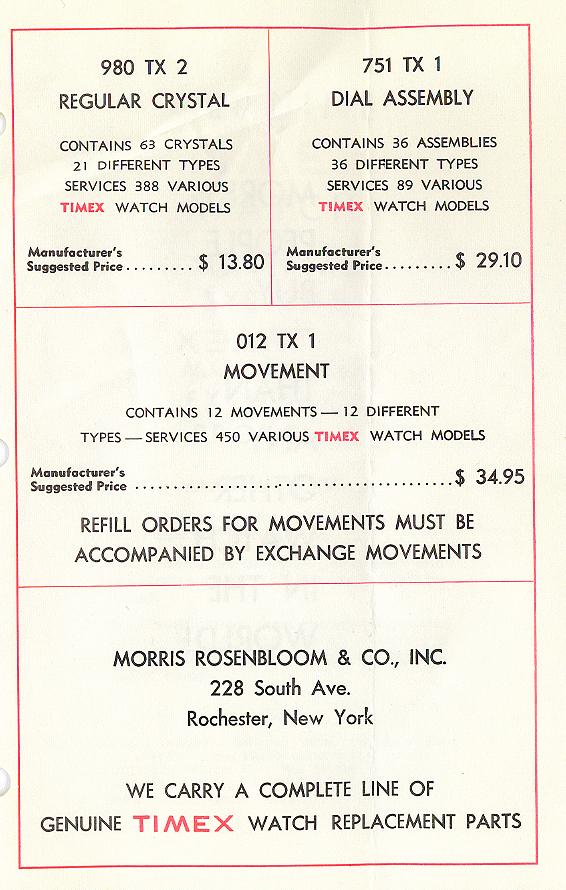 980 TX 2
REGULAR CRYSTAL
CONTAINS 63 CRYSTALS
21 DIFFERENT TYPES
SERVICES 388 VARIOUS
TIMEX WATCH MODELS
Manufacturer's
Suggested Price......... $ 13.80
751 TX 1
DIAL ASSEMBLY
CONTAINS 36 ASSEMBLIES
36 DIFFERENT TYPES
SERVICES 89 VARIOUS
TIMEX WATCH MODELS
Manufacturer's
Suggested Price......... $ 29.10
012 TX 1
MOVEMENT
CONTAINS 12 MOVEMENTS — 12 DIFFERENT
TYPES — SERVICES 450 VARIOUS TIMEX WATCH MODELS
Manufacturer's
Suggested Price ............................................. $ 34.95
REFILL ORDERS FOR MOVEMENTS MUST BE
ACCOMPANIED BY EXCHANGE MOVEMENTS
MORRIS ROSENBLOOM & CO., INC.
228 South Ave.
Rochester, New York
WE CARRY A COMPLETE LINE OF
GENUINE TIMEX WATCH REPLACEMENT PARTS